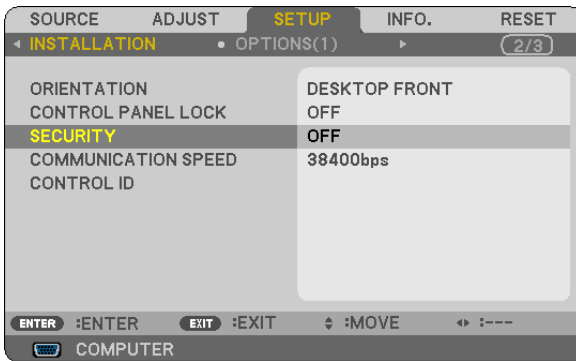 SOURCE ADJUST SETUP INFO. RESET
INSTALLATION • OPTIONS(1) 2/3
ORIENTATION DESKTOP FRONT
CONTROL PANEL LOCK OFF
SECURITY OFF
COMMUNICATION SPEED 38400bps
CONTROL ID
ENTER :ENTER EXIT :EXIT :MOVE :---
COMPUTER